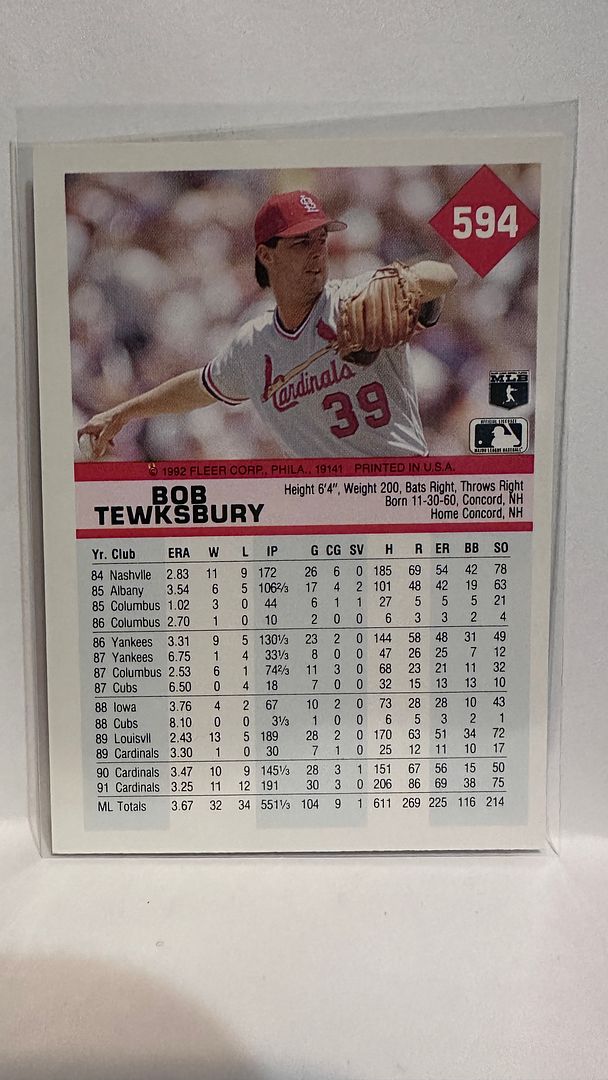 594
StL
Cardinals
39
MLB
MAJOR LEAGUE BASEBALL
© 1992 FLEER CORP., PHILA., 19141 PRINTED IN U.S.A.
BOB
TEWKSBURY
Height 6'4", Weight 200, Bats Right, Throws Right
Born 11-30-60, Concord, NH
Home Concord, NH
Yr. Club ERA W L IP G CG SV H R ER BB SO
84 Nashvlle 2.83 11 9 172 26 6 0 185 69 54 42 78
85 Albany 3.54 6 5 106⅔ 17 4 2 101 48 42 19 63
85 Columbus 1.02 3 0 44 6 1 1 27 5 5 5 21
86 Columbus 2.70 1 0 10 2 0 0 6 3 3 2 4
86 Yankees 3.31 9 5 130⅓ 23 2 0 144 58 48 31 49
87 Yankees 6.75 1 4 33⅓ 8 0 0 47 26 25 7 12
87 Columbus 2.53 6 1 74⅔ 11 3 0 68 23 21 11 32
87 Cubs 6.50 0 4 18 7 0 0 32 15 13 13 10
88 Iowa 3.76 4 2 67 10 2 0 73 28 28 10 43
88 Cubs 8.10 0 0 3⅓ 1 0 0 6 5 3 2 1
89 Louisvll 2.43 13 5 189 28 2 0 170 63 51 34 72
89 Cardinals 3.30 1 0 30 7 1 0 25 12 11 10 17
90 Cardinals 3.47 10 9 145⅓ 28 3 1 151 67 56 15 50
91 Cardinals 3.25 11 12 191 30 3 0 206 86 69 38 75
ML Totals 3.67 32 34 551⅓ 104 9 1 611 269 225 116 214